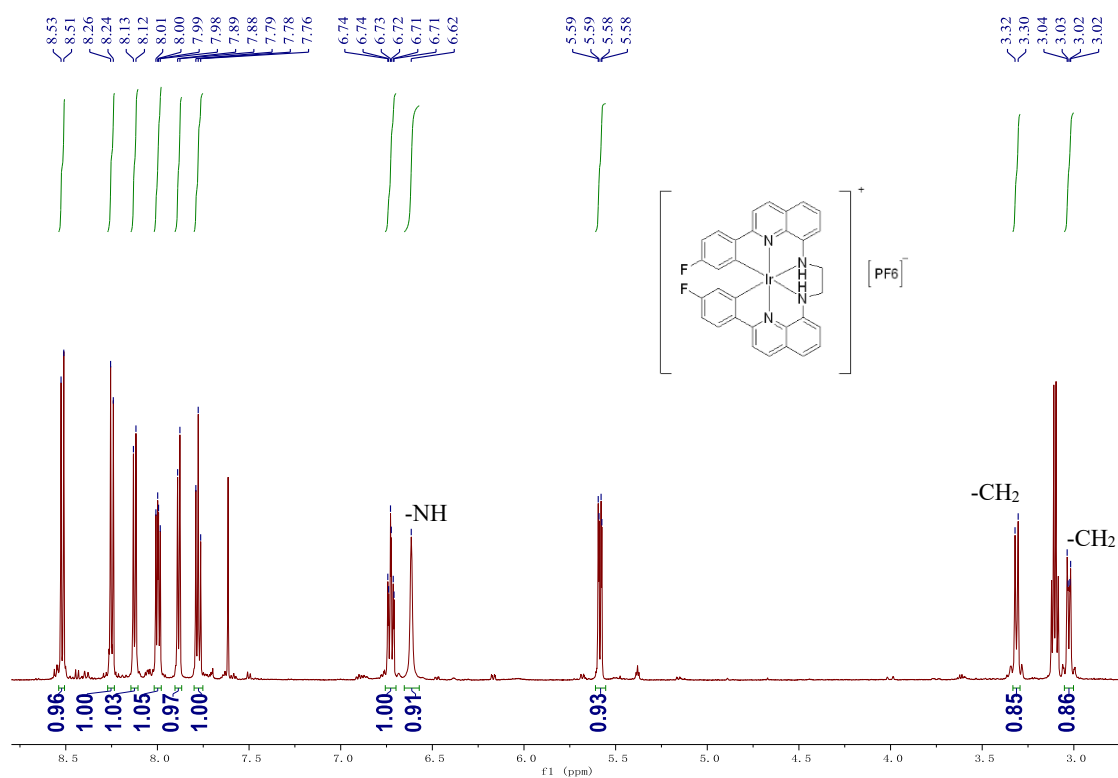 8.53 8.51 8.26 8.24 8.13 8.12 8.01 8.00 7.99 7.98 7.89 7.88 7.79 7.78 7.76 6.74 6.74 6.73 6.72 6.71 6.71 6.62 5.59 5.59 5.58 5.58 3.32 3.30 3.04 3.03 3.02 3.02
+
N
N
H
F
Ir
[PF6]⁻
F
H
N
N
-CH₂
-NH
-CH₂
0.96 1.00 1.03 1.05 0.97 1.00 1.00 0.91 0.93 0.85 0.86
8.5 8.0 7.5 7.0 6.5 6.0 5.5 5.0 4.5 4.0 3.5 3.0
f1 (ppm)